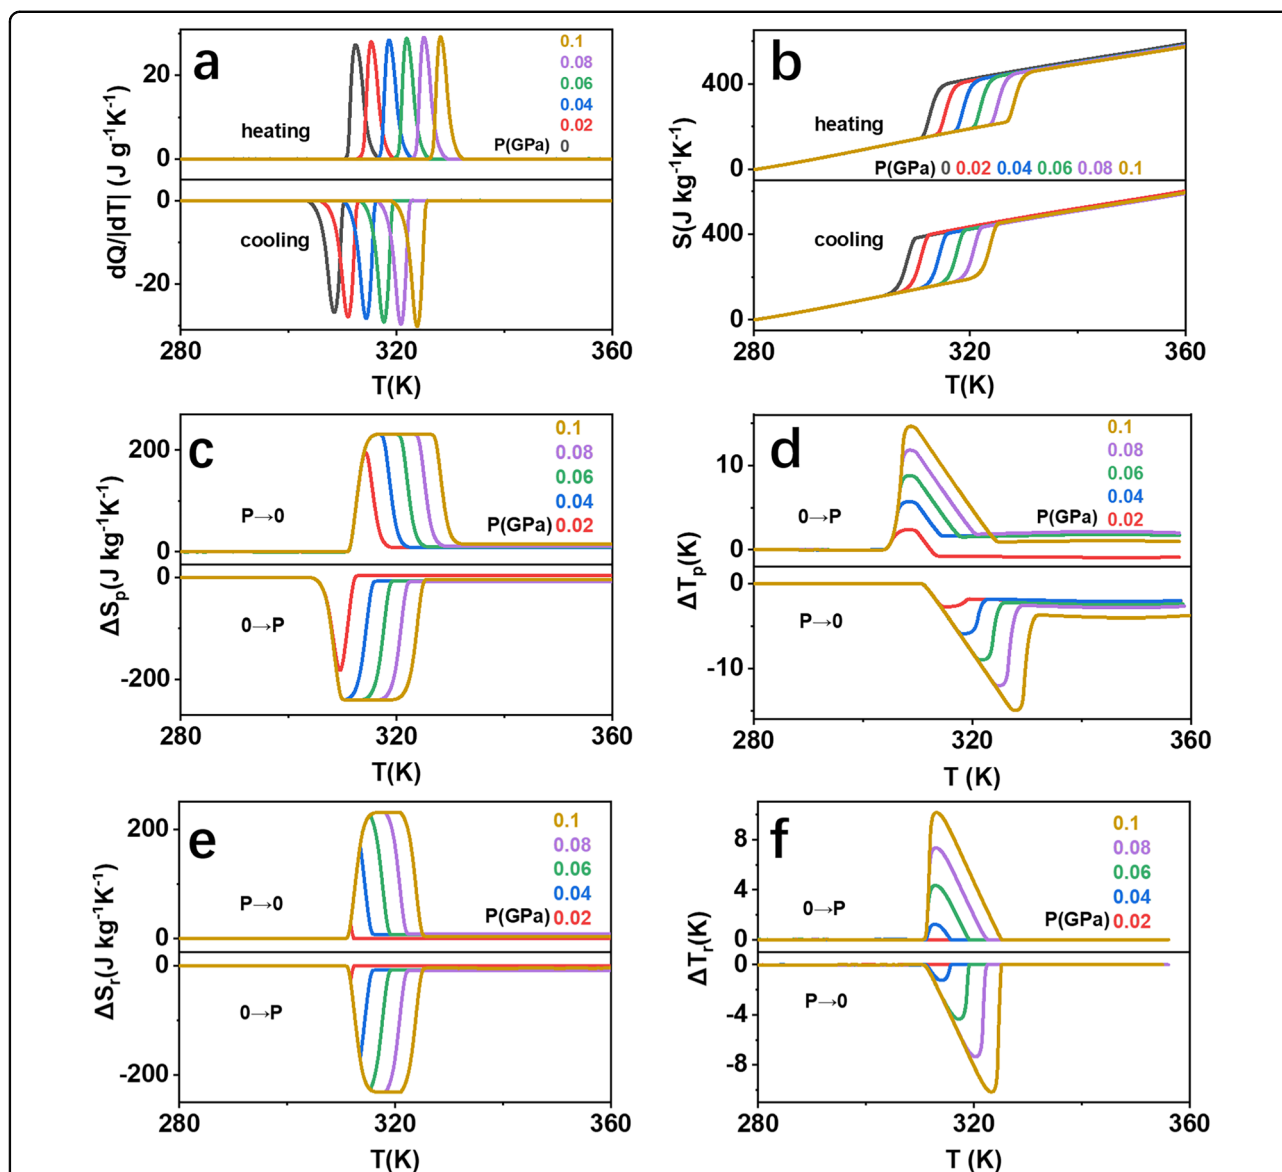 a
0.1
0.08
0.06
0.04
0.02
P(GPa) 0
heating
cooling
dQ/|dT| (J g⁻¹K⁻¹)
20
0
0
-20
280
320
360
T(K)
b
400
heating
0
P(GPa) 0 0.02 0.04 0.06 0.08 0.1
S(J kg⁻¹K⁻¹)
400
cooling
0
280
320
360
T(K)
c
0.1
0.08
0.06
0.04
P(GPa) 0.02
200
P→0
0
0
0→P
-200
ΔSp(J kg⁻¹K⁻¹)
280
320
360
T(K)
d
0.1
0.08
0.06
0.04
P(GPa) 0.02
10
0→P
0
0
P→0
-10
ΔTp(K)
280
320
360
T (K)
e
0.1
0.08
0.06
0.04
P(GPa) 0.02
200
P→0
0
0
0→P
-200
ΔSr(J kg⁻¹K⁻¹)
280
320
360
T(K)
f
0.1
0.08
0.06
0.04
P(GPa) 0.02
8
4
0→P
0
0
P→0
-4
-8
ΔTr(K)
280
320
360
T (K)